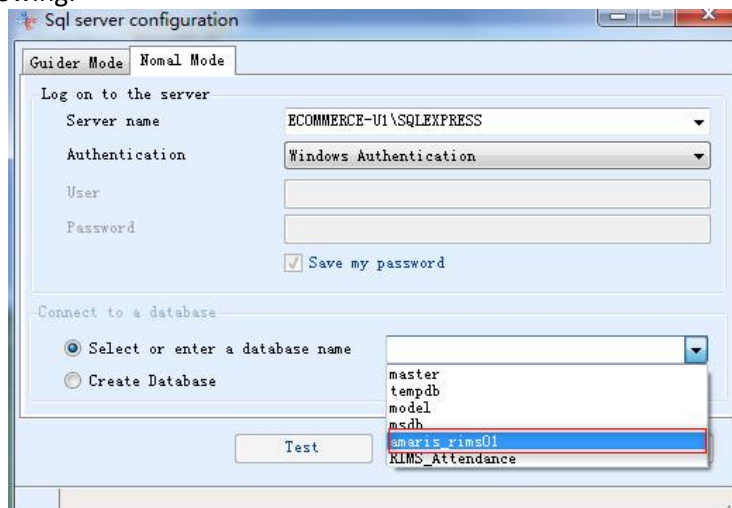 owing:
Sql server configuration
Guider Mode Nomal Mode
Log on to the server
Server name ECOMMERCE-U1\SQLEXPRESS
Authentication Windows Authentication
User
Password
Save my password
Connect to a database
Select or enter a database name
Create Database
master
tempdb
model
msdb
amaris_rims01
RIMS_Attendance
Test